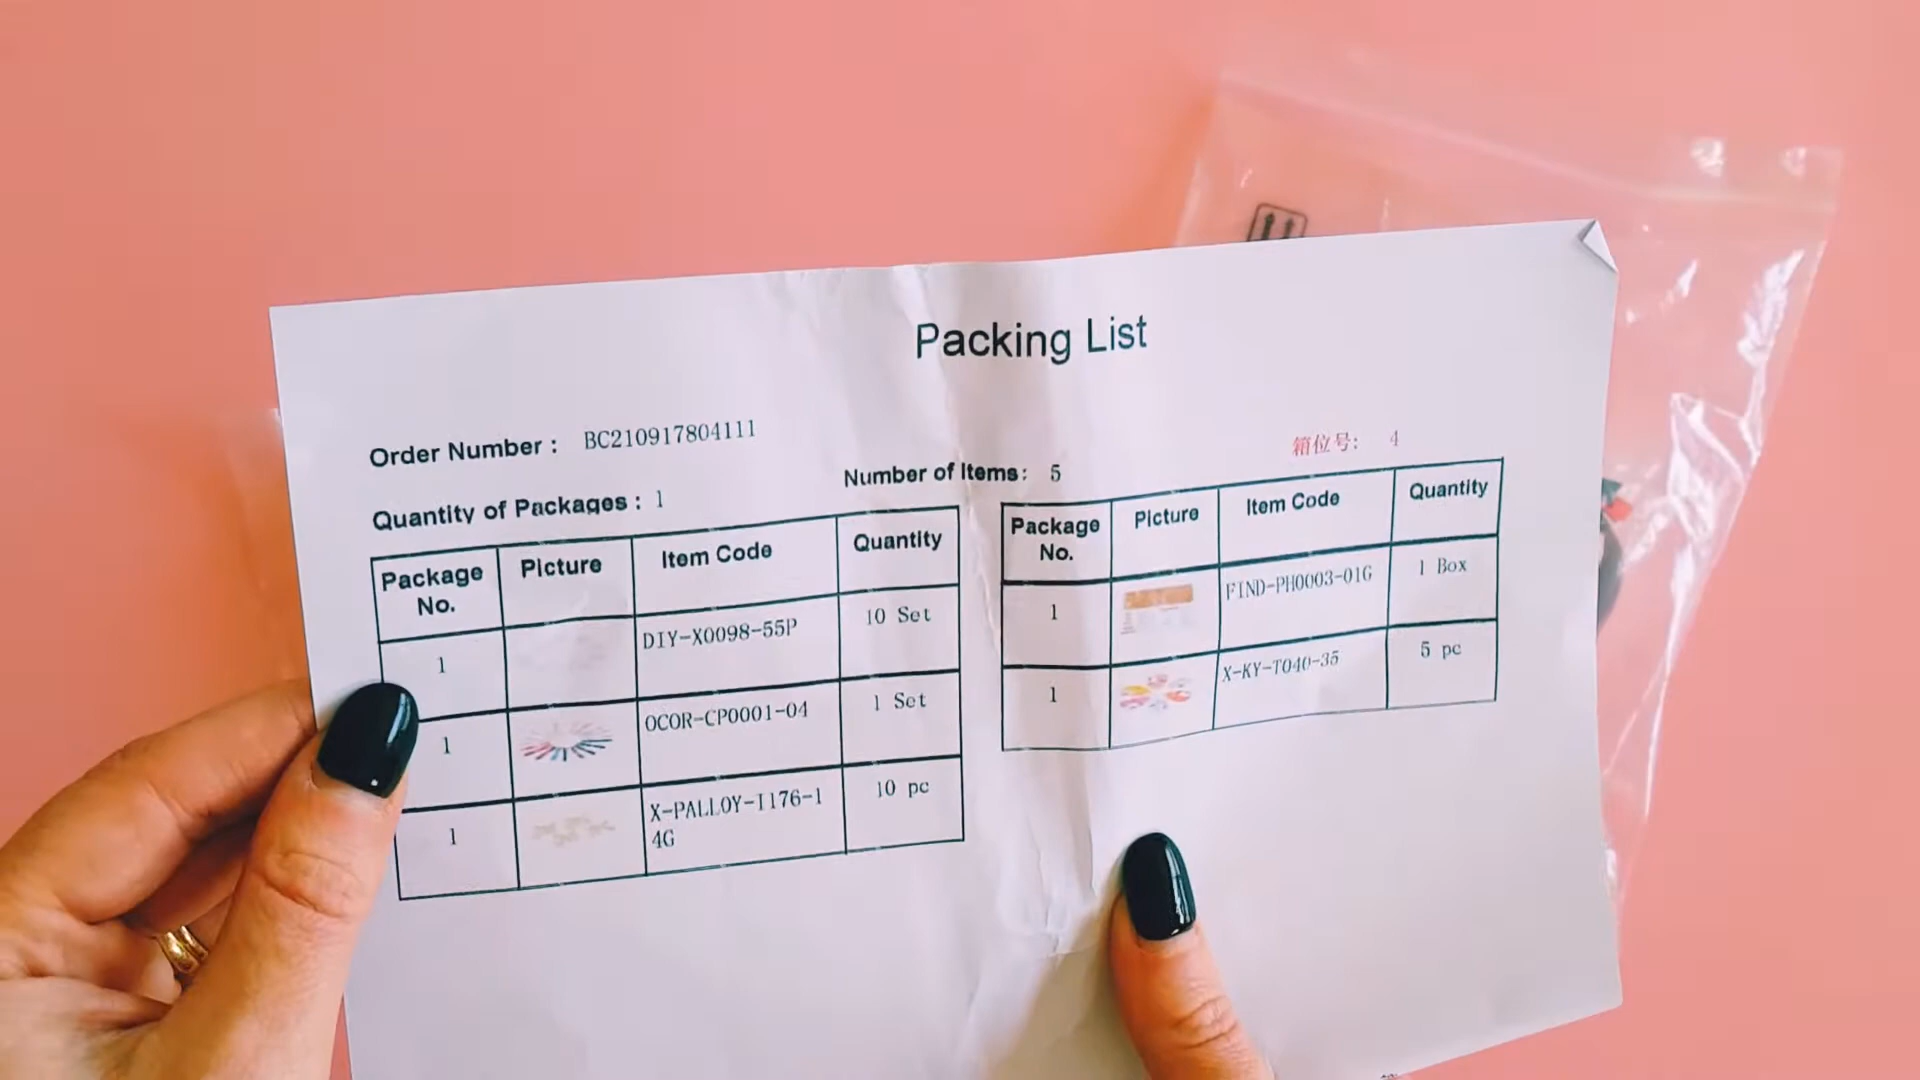 Packing List
Order Number : BC210917804111
箱位号: 4
Quantity of Packages : 1
Number of Items: 5
Package No. Picture Item Code Quantity
1 DIY-X0098-55P 10 Set
1 OCOR-CP0001-04 1 Set
1 X-PALLOY-I176-1
4G 10 pc
Package No. Picture Item Code Quantity
1 FIND-PH0003-01G 1 Box
1 X-KY-T040-35 5 pc